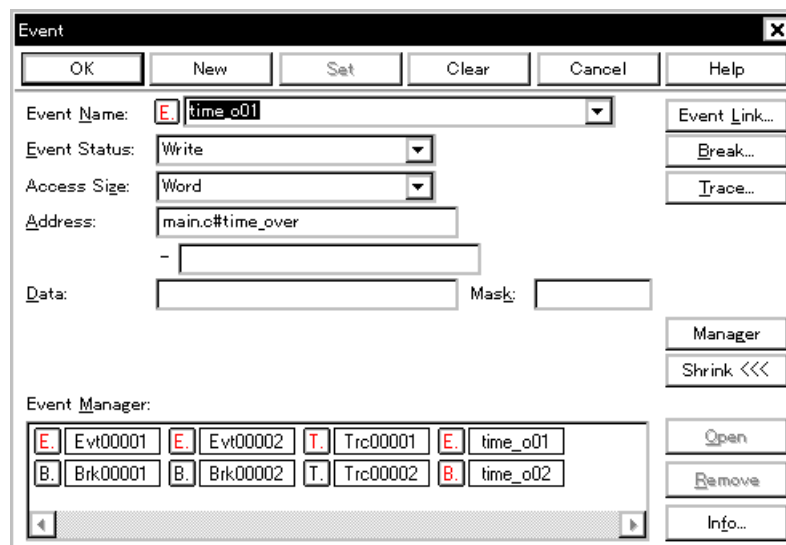 Event
OK New Set Clear Cancel Help
Event Name: E. time_o01 Event Link...
Event Status: Write Break...
Access Size: Word Trace...
Address: main.c#time_over
-
Data: Mask:
Manager
Shrink <<<
Event Manager:
E. Evt00001 E. Evt00002 T. Trc00001 E. time_o01 Open
B. Brk00001 B. Brk00002 T. Trc00002 B. time_o02 Remove
Info...